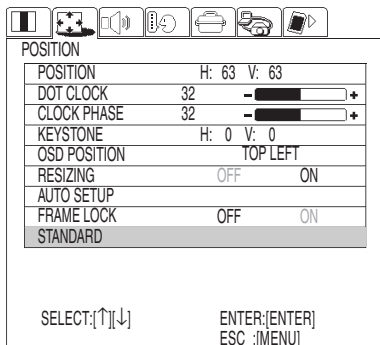 POSITION
POSITION H: 63 V: 63
DOT CLOCK 32 - +
CLOCK PHASE 32 - +
KEYSTONE H: 0 V: 0
OSD POSITION TOP LEFT
RESIZING OFF ON
AUTO SETUP
FRAME LOCK OFF ON
STANDARD
SELECT:[↑][↓] ENTER:[ENTER]
ESC :[MENU]